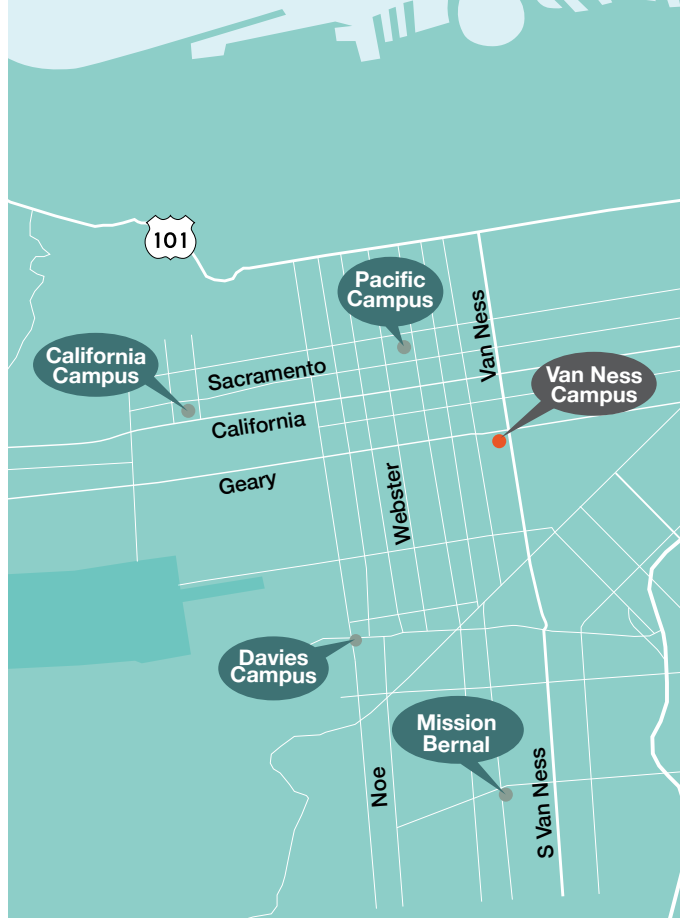 101
Pacific
Campus
Van Ness
California
Campus
Sacramento
Van Ness
Campus
California
Geary
Webster
Davies
Campus
Mission
Bernal
Noe
S Van Ness